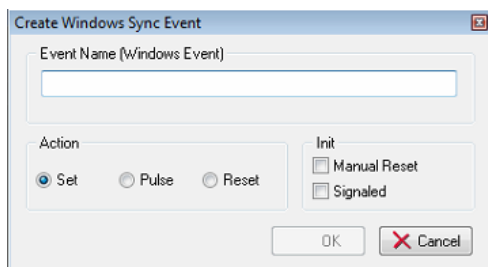 Create Windows Sync Event
Event Name (Windows Event)
Action
Set Pulse Reset
Init
Manual Reset
Signaled
OK Cancel